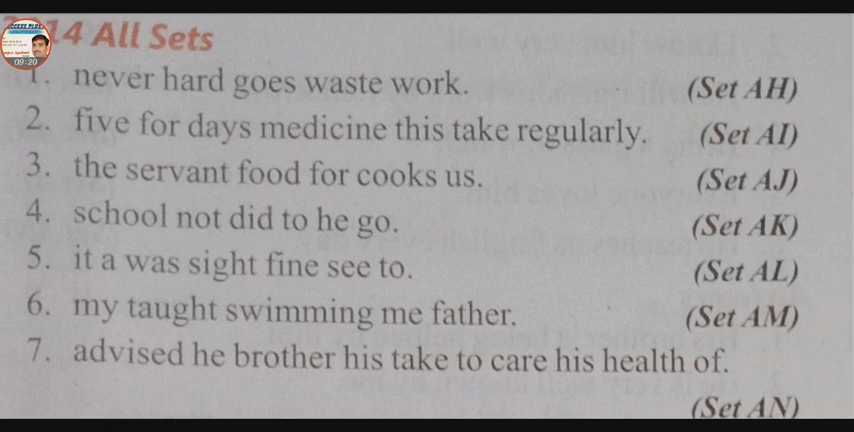 14 All Sets
09:20
1. never hard goes waste work. (Set AH)
2. five for days medicine this take regularly. (Set AI)
3. the servant food for cooks us. (Set AJ)
4. school not did to he go. (Set AK)
5. it a was sight fine see to. (Set AL)
6. my taught swimming me father. (Set AM)
7. advised he brother his take to care his health of.
(Set AN)